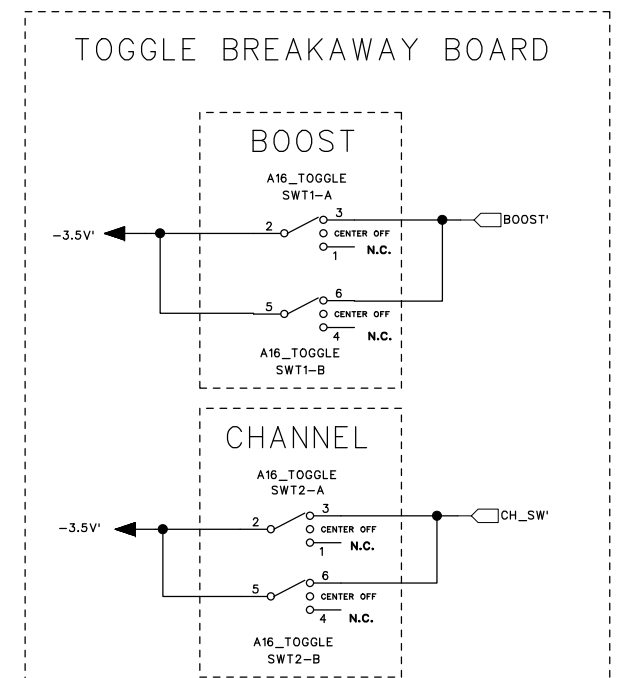 TOGGLE BREAKAWAY BOARD
BOOST
A16_TOGGLE
SWT1-A
2
3
CENTER OFF
1
N.C.
-3.5V'
BOOST'
5
6
CENTER OFF
4
N.C.
A16_TOGGLE
SWT1-B
CHANNEL
A16_TOGGLE
SWT2-A
2
3
CENTER OFF
1
N.C.
-3.5V'
CH_SW'
5
6
CENTER OFF
4
N.C.
A16_TOGGLE
SWT2-B